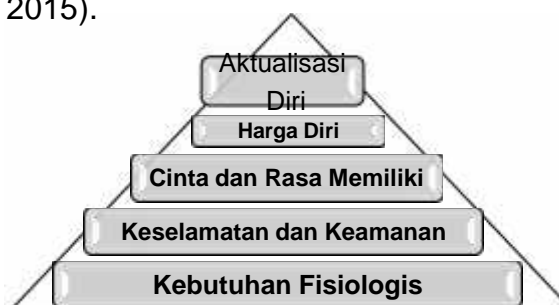 2015).
Aktualisasi
Diri
Harga Diri
Cinta dan Rasa Memiliki
Keselamatan dan Keamanan
Kebutuhan Fisiologis